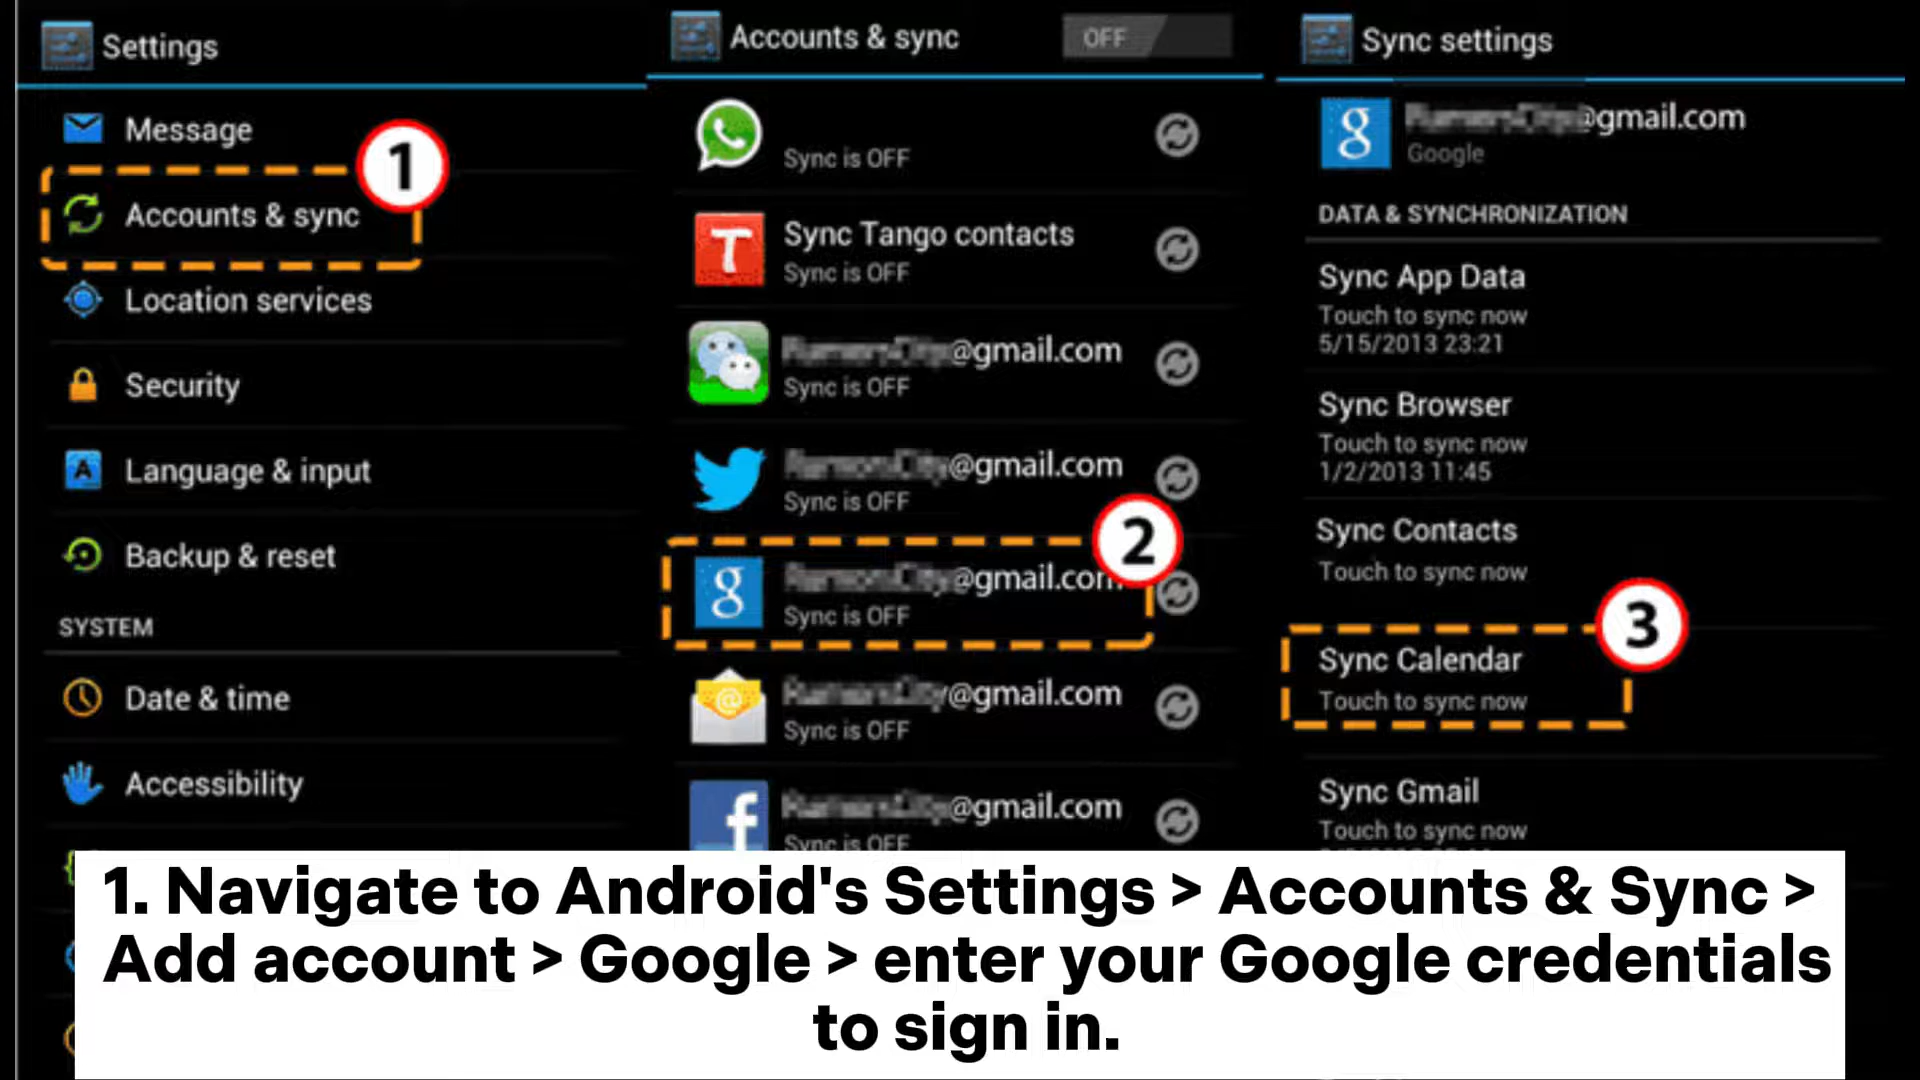 Settings
Message
1
Accounts & sync
Location services
Security
Language & input
Backup & reset
SYSTEM
Date & time
Accessibility
Accounts & sync
OFF
Sync is OFF
T
Sync Tango contacts
Sync is OFF
@gmail.com
Sync is OFF
@gmail.com
Sync is OFF
2
g
@gmail.com
Sync is OFF
@
@gmail.com
Sync is OFF
f
@gmail.com
Sync is OFF
Sync settings
g
@gmail.com
Google
DATA & SYNCHRONIZATION
Sync App Data
Touch to sync now
5/15/2013 23:21
Sync Browser
Touch to sync now
1/2/2013 11:45
Sync Contacts
Touch to sync now
3
Sync Calendar
Touch to sync now
Sync Gmail
Touch to sync now
1. Navigate to Android's Settings > Accounts & Sync >
Add account > Google > enter your Google credentials
to sign in.